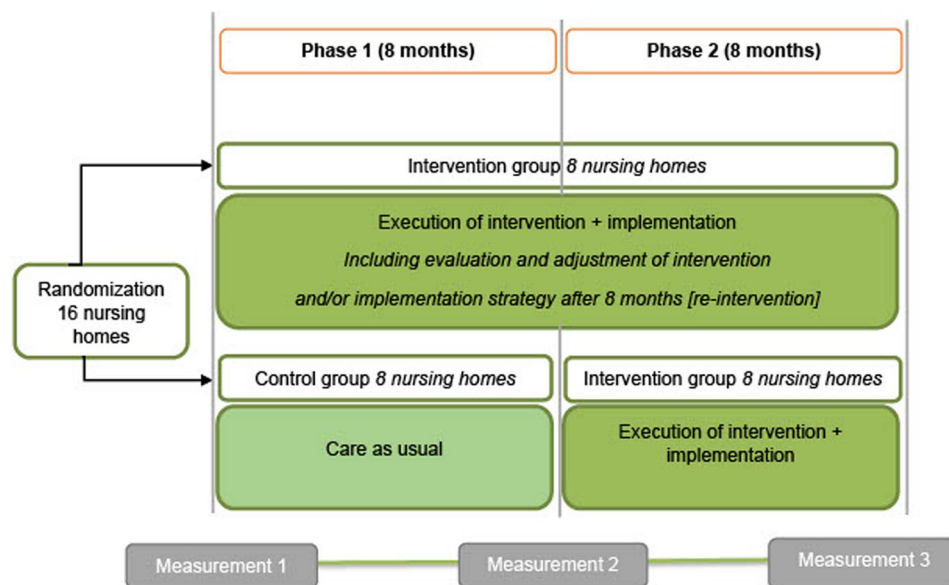 Phase 1 (8 months)
Phase 2 (8 months)
Intervention group 8 nursing homes
Execution of intervention + implementation
Including evaluation and adjustment of intervention
and/or implementation strategy after 8 months [re-intervention]
Randomization
16 nursing
homes
Control group 8 nursing homes
Intervention group 8 nursing homes
Care as usual
Execution of intervention +
implementation
Measurement 1
Measurement 2
Measurement 3